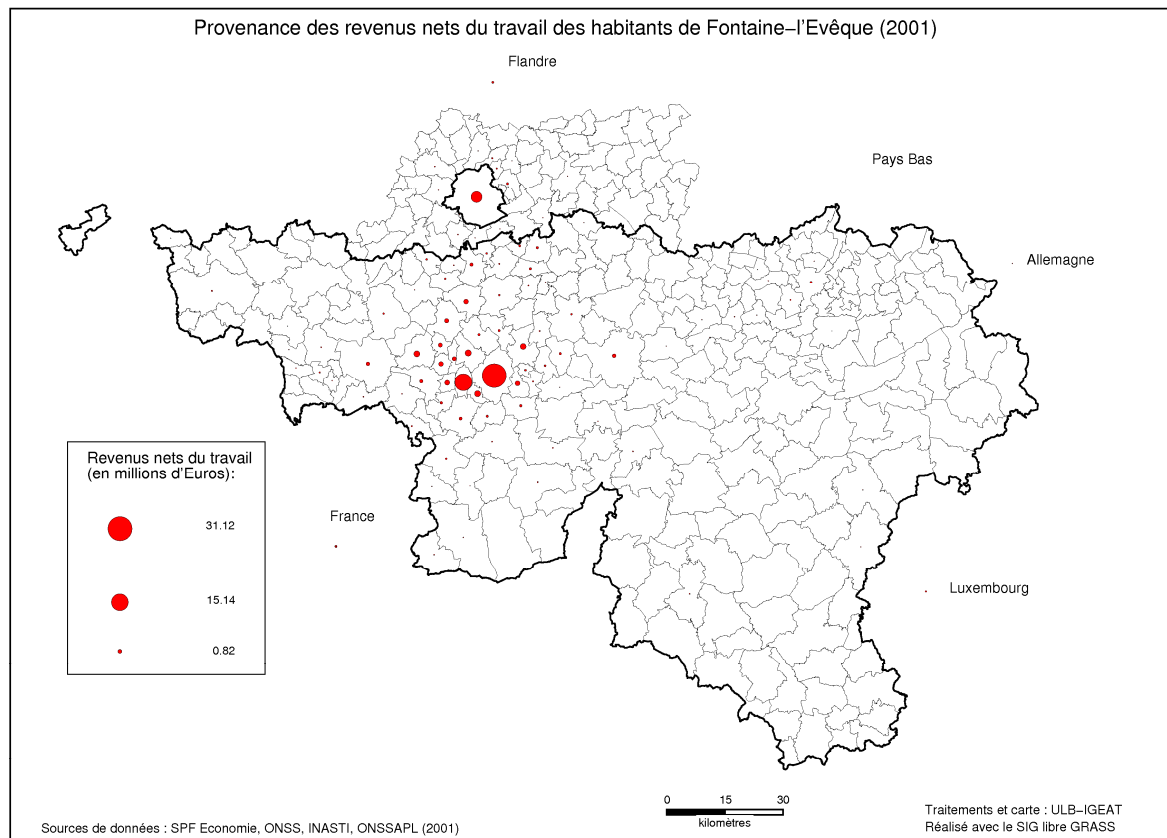 Provenance des revenus nets du travail des habitants de Fontaine−l'Evêque (2001)
Flandre
Pays Bas
Allemagne
Revenus nets du travail
(en millions d'Euros):
31.12
15.14
0.82
France
Luxembourg
0 15 30
kilomètres
Sources de données : SPF Economie, ONSS, INASTI, ONSSAPL (2001)
Traitements et carte : ULB−IGEAT
Réalisé avec le SIG libre GRASS